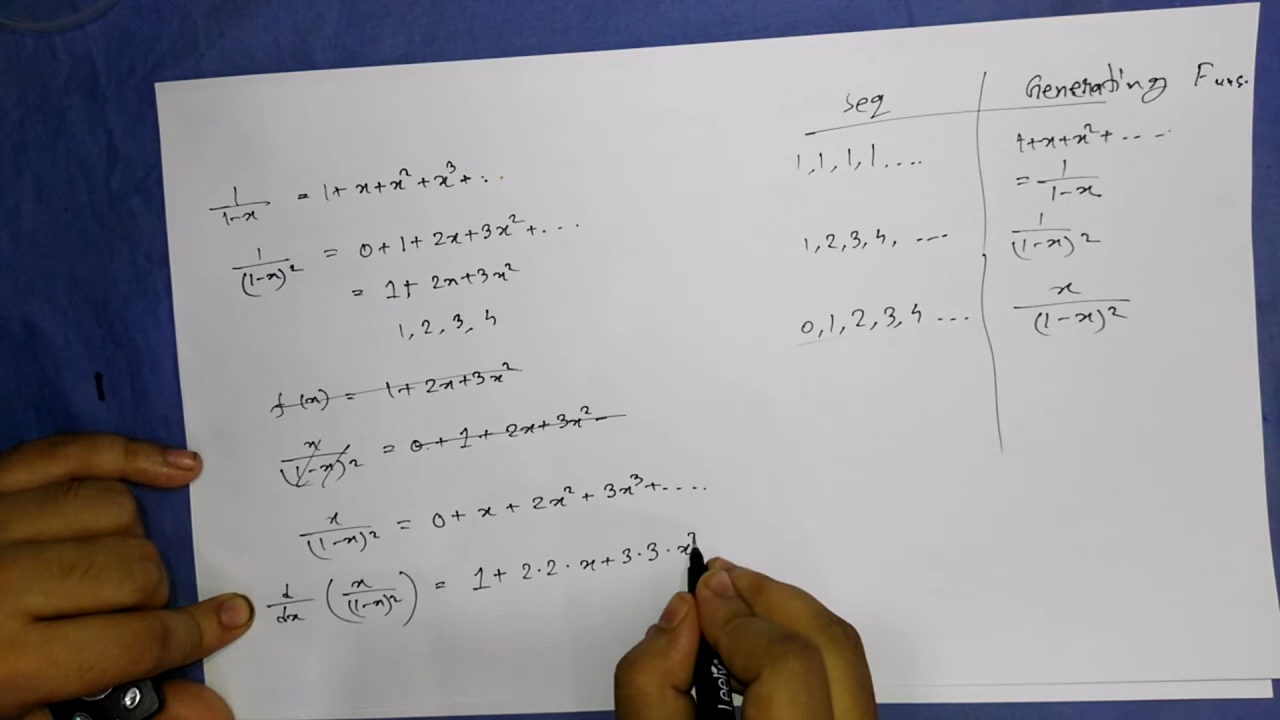 Seq Generating Func.
1,1,1,1.... 1+x+x²+.....
= 1/(1-x)
1,2,3,4,.... 1/(1-x)²
0,1,2,3,4... x/(1-x)²
1/(1-x) = 1+x+x²+x³+...
1/(1-x)² = 0+1+2x+3x²+...
= 1+2x+3x²
1,2,3,4
f(x) = 1+2x+3x²
x/(1-x)² = 0+1+2x+3x²-
x/(1-x)² = 0+x+2x²+3x³+....
d/dx (x/(1-x)²) = 1+2·2·x+3·3·x²